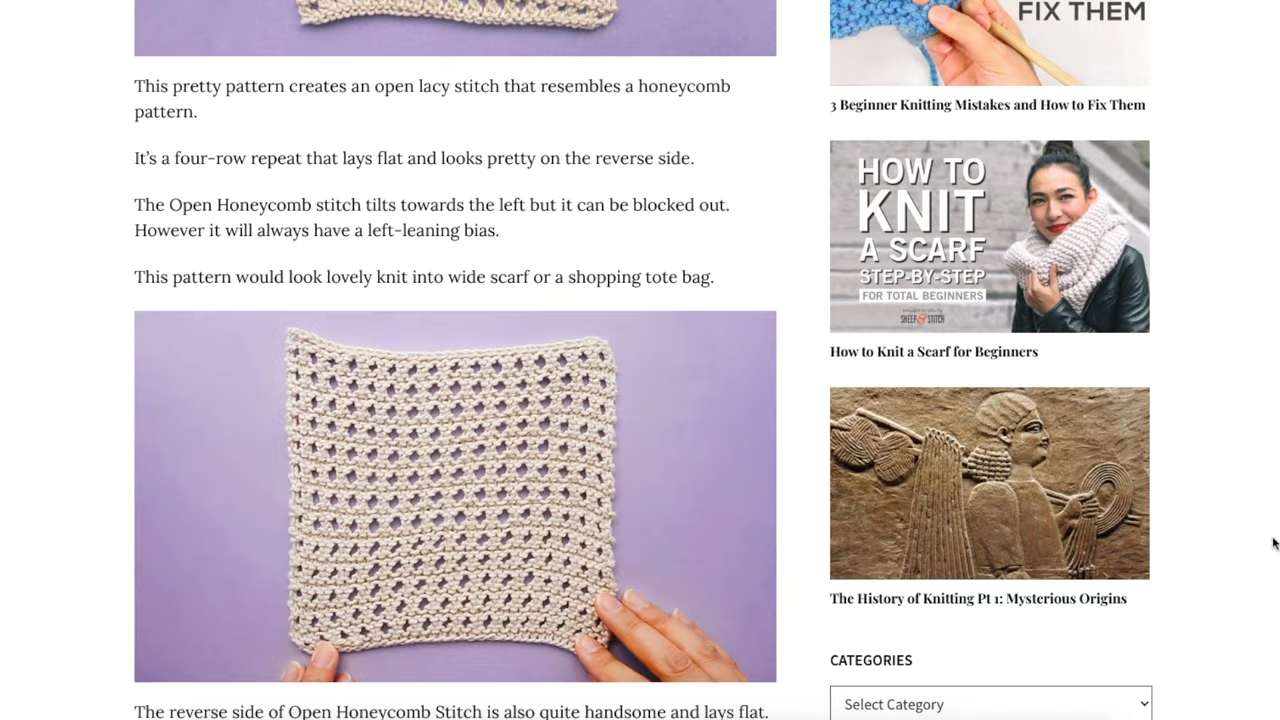 This pretty pattern creates an open lacy stitch that resembles a honeycomb
pattern.
It’s a four-row repeat that lays flat and looks pretty on the reverse side.
The Open Honeycomb stitch tilts towards the left but it can be blocked out.
However it will always have a left-leaning bias.
This pattern would look lovely knit into wide scarf or a shopping tote bag.
The reverse side of Open Honeycomb Stitch is also quite handsome and lays flat.
FIX THEM
3 Beginner Knitting Mistakes and How to Fix Them
HOW TO
KNIT
A SCARF
STEP-BY-STEP
FOR TOTAL BEGINNERS
SHEEP & STITCH
How to Knit a Scarf for Beginners
The History of Knitting Pt 1: Mysterious Origins
CATEGORIES
Select Category